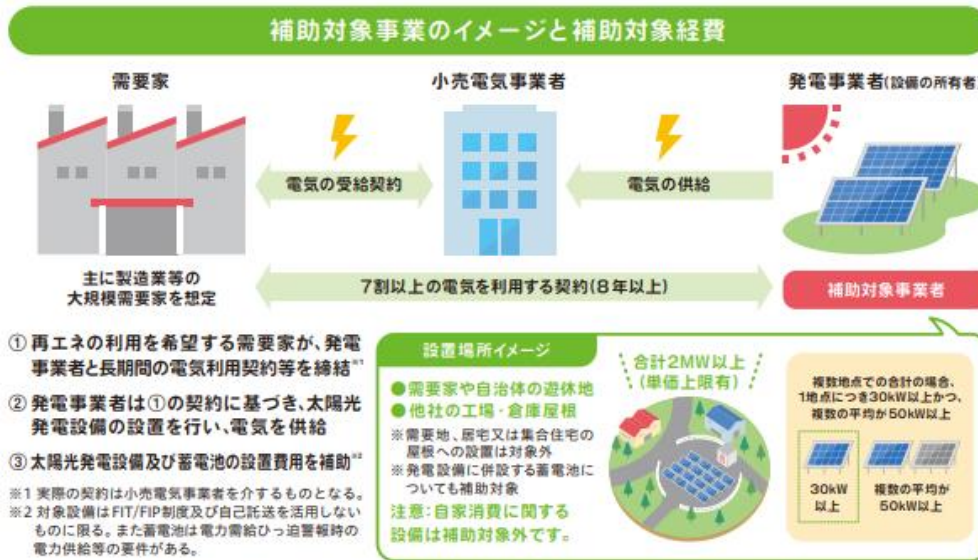 補助対象事業のイメージと補助対象経費
需要家
小売電気事業者
発電事業者(設備の所有者
電気の受給契約
電気の供給
主に製造業等の
大規模需要家を想定
7割以上の電気を利用する契約(8年以上)
補助対象事業者
① 再エネの利用を希望する需要家が、発電
事業者と長期間の電気利用契約等を締結※1
② 発電事業者は①の契約に基づき、太陽光
発電設備の設置を行い、電気を供給
③ 太陽光発電設備及び蓄電池の設置費用を補助※2
※1 実際の契約は小売電気事業者を介するものとなる。
※2 対象設備はFIT/FIP制度及び自己託送を活用しない
ものに限る。また蓄電池は電力需給ひっ迫警報時の
電力供給等の要件がある。
設置場所イメージ
●需要家や自治体の遊休地
●他社の工場・倉庫屋根
※需要地、居宅又は集合住宅の
屋根への設置は対象外
※発電設備に併設する蓄電池に
ついても補助対象
注意:自家消費に関する
設備は補助対象外です。
合計2MW以上
(単価上限有)
複数地点での合計の場合、
1地点につき30kW以上かつ、
複数の平均が50kW以上
30kW
以上
複数の平均が
50kW以上